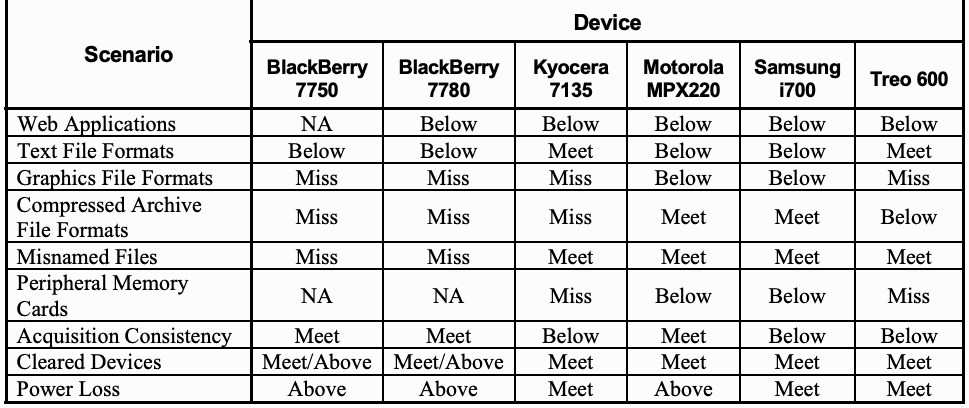 Scenario Device
BlackBerry 7750 BlackBerry 7780 Kyocera 7135 Motorola MPX220 Samsung i700 Treo 600
Web Applications NA Below Below Below Below Below
Text File Formats Below Below Meet Below Below Meet
Graphics File Formats Miss Miss Miss Below Below Miss
Compressed Archive File Formats Miss Miss Miss Meet Meet Below
Misnamed Files Miss Miss Meet Meet Meet Meet
Peripheral Memory Cards NA NA Miss Below Below Miss
Acquisition Consistency Meet Meet Below Meet Below Below
Cleared Devices Meet/Above Meet/Above Meet Meet Meet Meet
Power Loss Above Above Meet Above Meet Meet